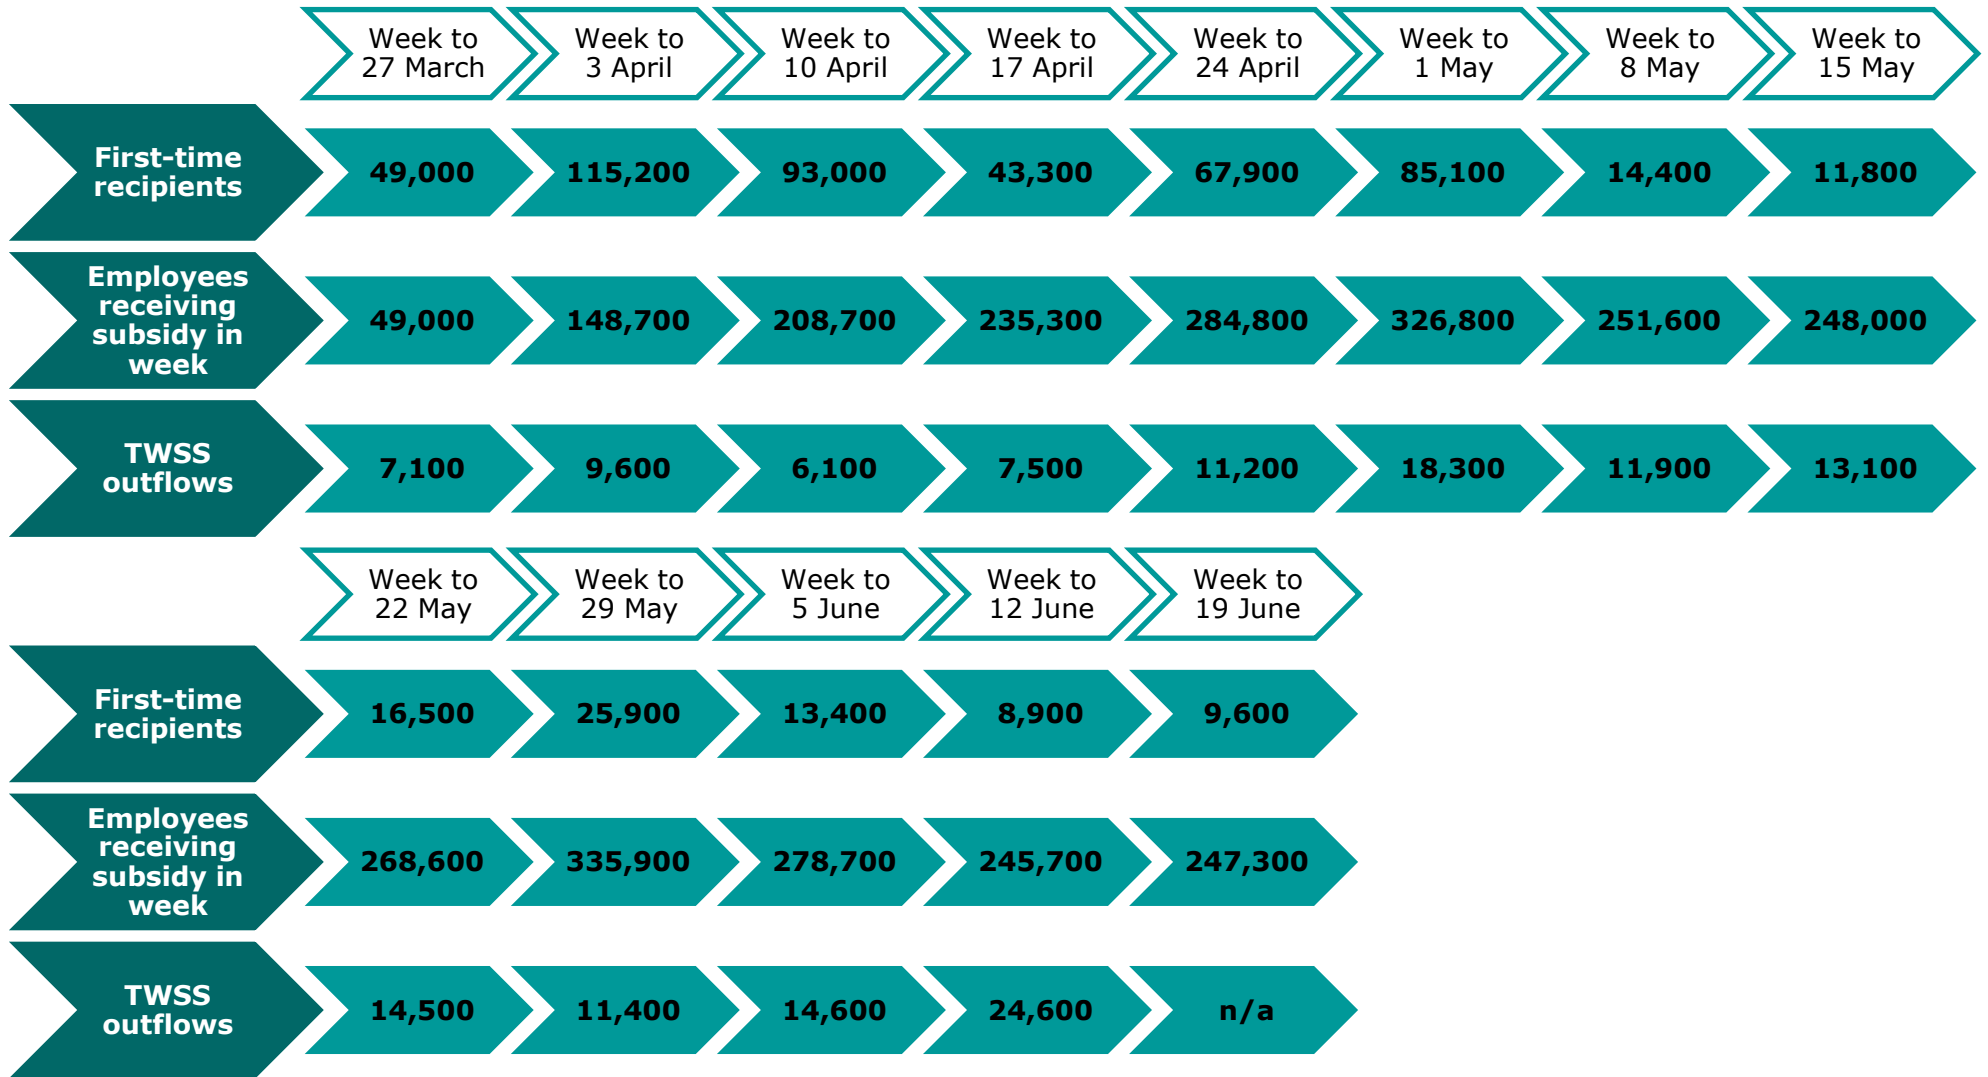 Week to
27 March
Week to
3 April
Week to
10 April
Week to
17 April
Week to
24 April
Week to
1 May
Week to
8 May
Week to
15 May
First-time
recipients
49,000
115,200
93,000
43,300
67,900
85,100
14,400
11,800
Employees
receiving
subsidy in
week
49,000
148,700
208,700
235,300
284,800
326,800
251,600
248,000
TWSS
outflows
7,100
9,600
6,100
7,500
11,200
18,300
11,900
13,100
Week to
22 May
Week to
29 May
Week to
5 June
Week to
12 June
Week to
19 June
First-time
recipients
16,500
25,900
13,400
8,900
9,600
Employees
receiving
subsidy in
week
268,600
335,900
278,700
245,700
247,300
TWSS
outflows
14,500
11,400
14,600
24,600
n/a